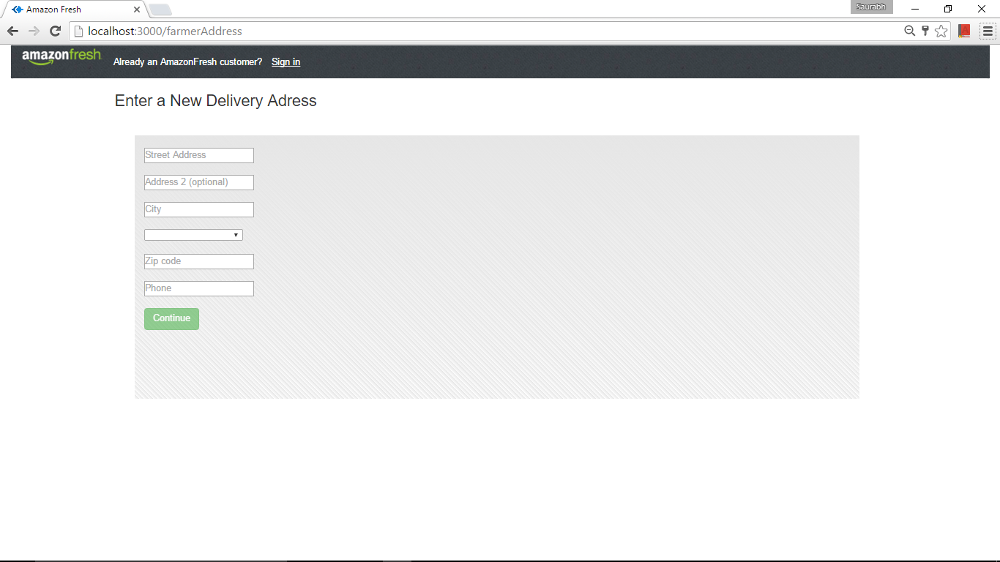 Amazon Fresh
Saurabh
localhost:3000/farmerAddress
amazonfresh
Already an AmazonFresh customer? Sign in
Enter a New Delivery Adress
Street Address
Address 2 (optional)
City
Zip code
Phone
Continue